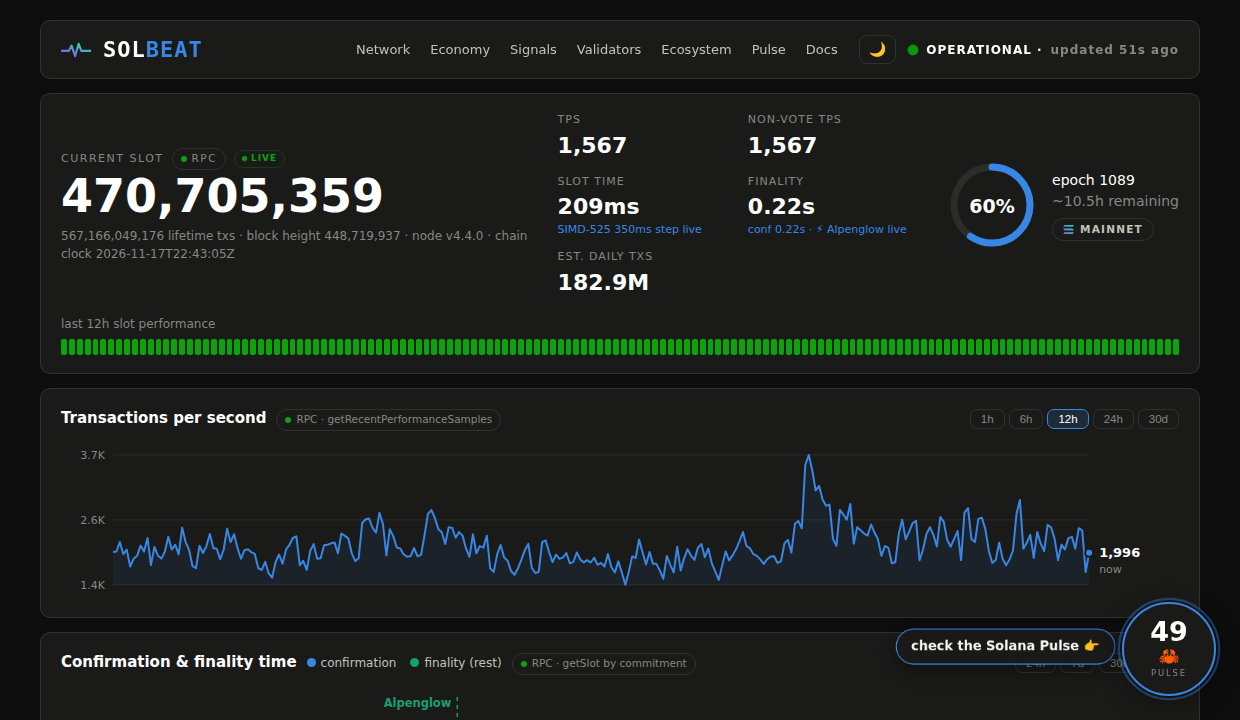 SOLBEAT
Network Economy Signals Validators Ecosystem Pulse Docs
OPERATIONAL · updated 51s ago
CURRENT SLOT RPC LIVE
470,705,359
567,166,049,176 lifetime txs · block height 448,719,937 · node v4.4.0 · chain
clock 2026-11-17T22:43:05Z
TPS
1,567
NON-VOTE TPS
1,567
SLOT TIME
209ms
SIMD-525 350ms step live
FINALITY
0.22s
conf 0.22s · ⚡ Alpenglow live
EST. DAILY TXS
182.9M
60%
epoch 1089
~10.5h remaining
MAINNET
last 12h slot performance
Transactions per second RPC · getRecentPerformanceSamples
1h 6h 12h 24h 30d
3.7K
2.6K
1.4K
1,996
now
Confirmation & finality time confirmation finality (rest) RPC · getSlot by commitment
Alpenglow
check the Solana Pulse 👉
49
PULSE